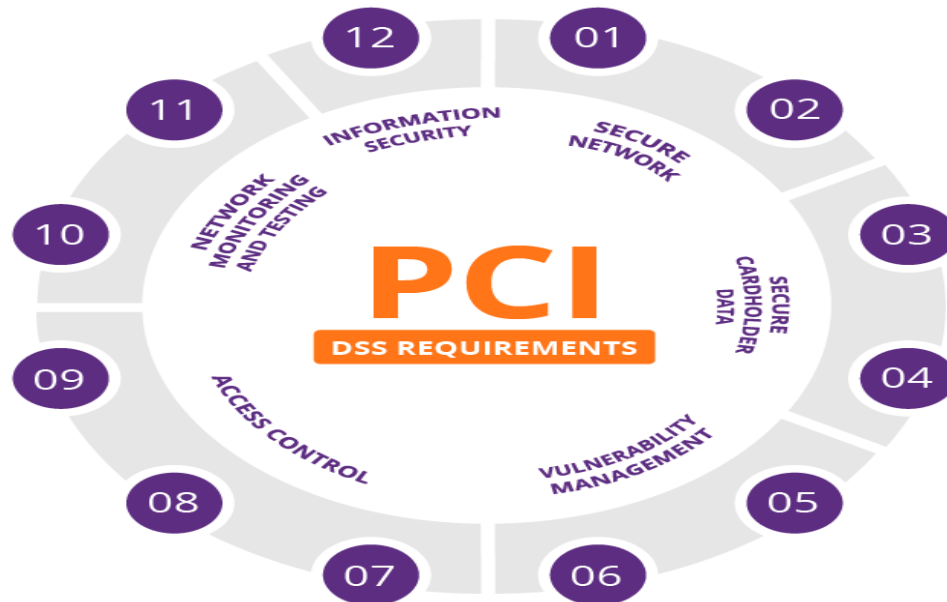 12
01
11
02
INFORMATION
SECURITY
SECURE
NETWORK
10
NETWORK
MONITORING
AND TESTING
03
PCI
DSS REQUIREMENTS
SECURE
CARDHOLDER
DATA
09
ACCESS CONTROL
04
VULNERABILITY
MANAGEMENT
08
05
07
06